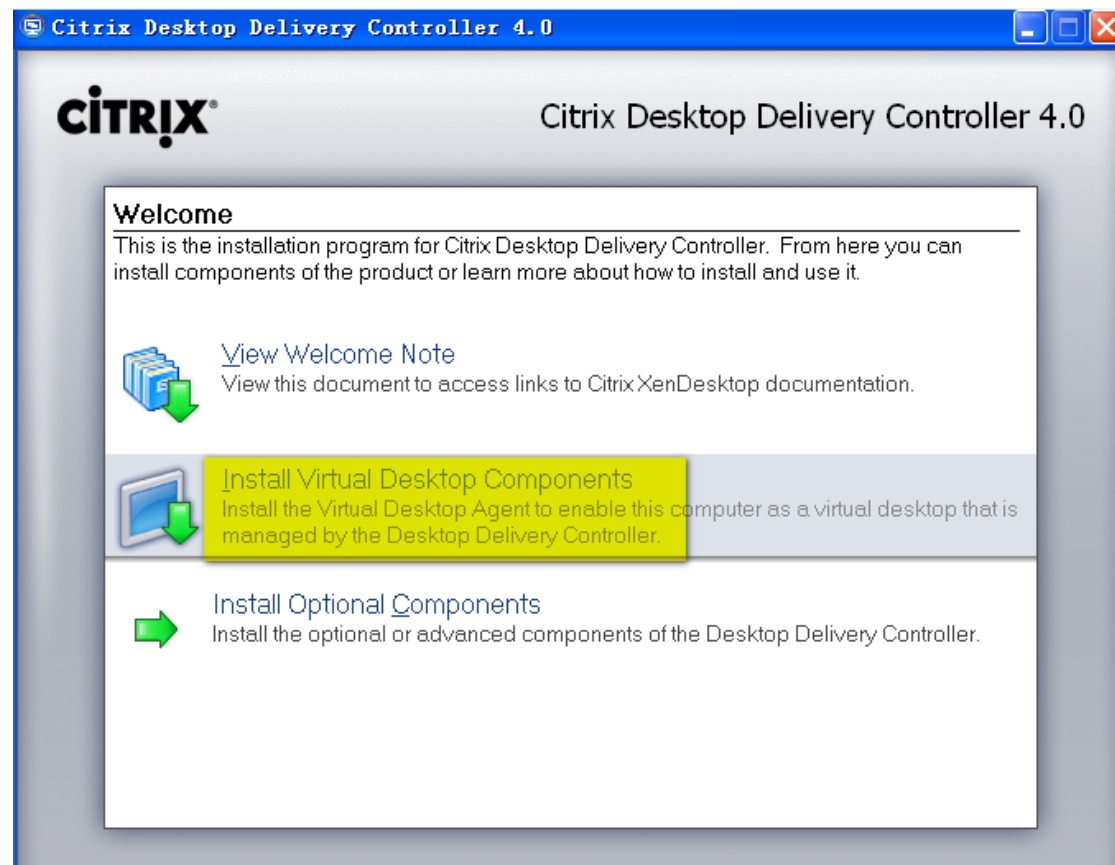 Citrix Desktop Delivery Controller 4.0
CİTRIX®
Citrix Desktop Delivery Controller 4.0
Welcome
This is the installation program for Citrix Desktop Delivery Controller. From here you can
install components of the product or learn more about how to install and use it.
View Welcome Note
View this document to access links to Citrix XenDesktop documentation.
Install Virtual Desktop Components
Install the Virtual Desktop Agent to enable this computer as a virtual desktop that is
managed by the Desktop Delivery Controller.
Install Optional Components
Install the optional or advanced components of the Desktop Delivery Controller.